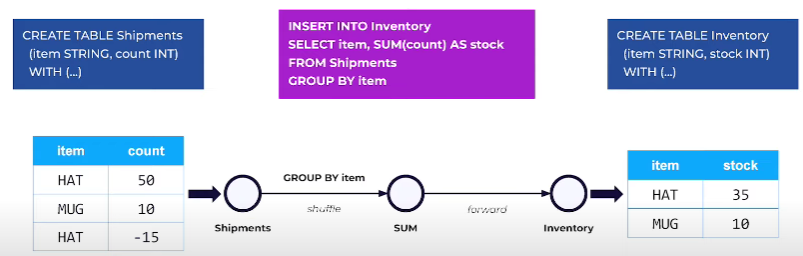 CREATE TABLE Shipments
(item STRING, count INT)
WITH (...)
INSERT INTO Inventory
SELECT item, SUM(count) AS stock
FROM Shipments
GROUP BY item
CREATE TABLE Inventory
(item STRING, stock INT)
WITH (...)
item count
HAT 50
MUG 10
HAT -15
GROUP BY item
shuffle
forward
Shipments
SUM
Inventory
item stock
HAT 35
MUG 10